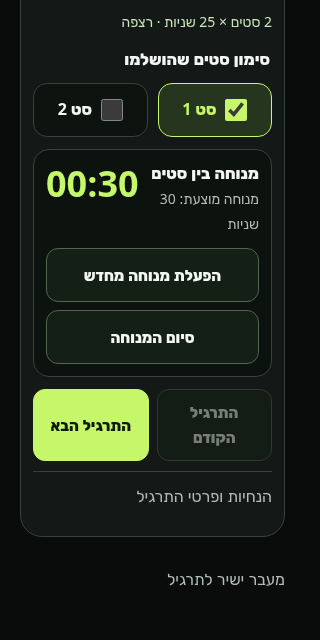 2 סטים × 25 שניות · רצפה
סימון סטים שהושלמו
סט 1
סט 2
מנוחה בין סטים
מנוחה מוצעת: 30
שניות
00:30
הפעלת מנוחה מחדש
סיום המנוחה
התרגיל
הקודם
התרגיל הבא
הנחיות ופרטי התרגיל
מעבר ישיר לתרגיל